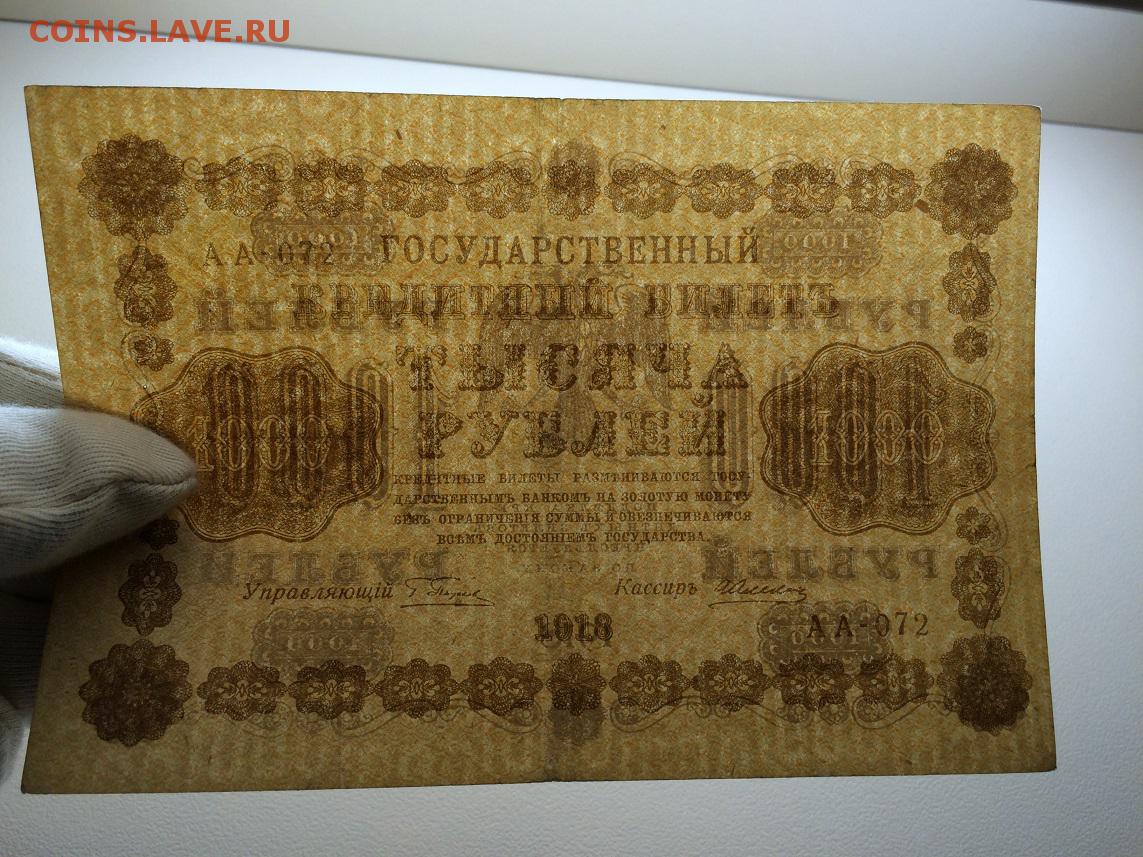 COINS.LAVE.RU
АА-072 ГОСУДАРСТВЕННЫЙ
КРЕДИТНЫЙ БИЛЕТЪ
ТЫСЯЧА
РУБЛЕЙ
1000 1000
КРЕДИТНЫЕ БИЛЕТЫ РАЗМѢНИВАЮТСЯ ГОСУ-
ДАРСТВЕННЫМЪ БАНКОМЪ НА ЗОЛОТУЮ МОНЕТУ
БЕЗЪ ОГРАНИЧЕНІЯ СУММЫ И ОБЕЗПЕЧИВАЮТСЯ
ВСѢМЪ ДОСТОЯНІЕМЪ ГОСУДАРСТВА.
Управляющій Кассиръ
1918 АА-072